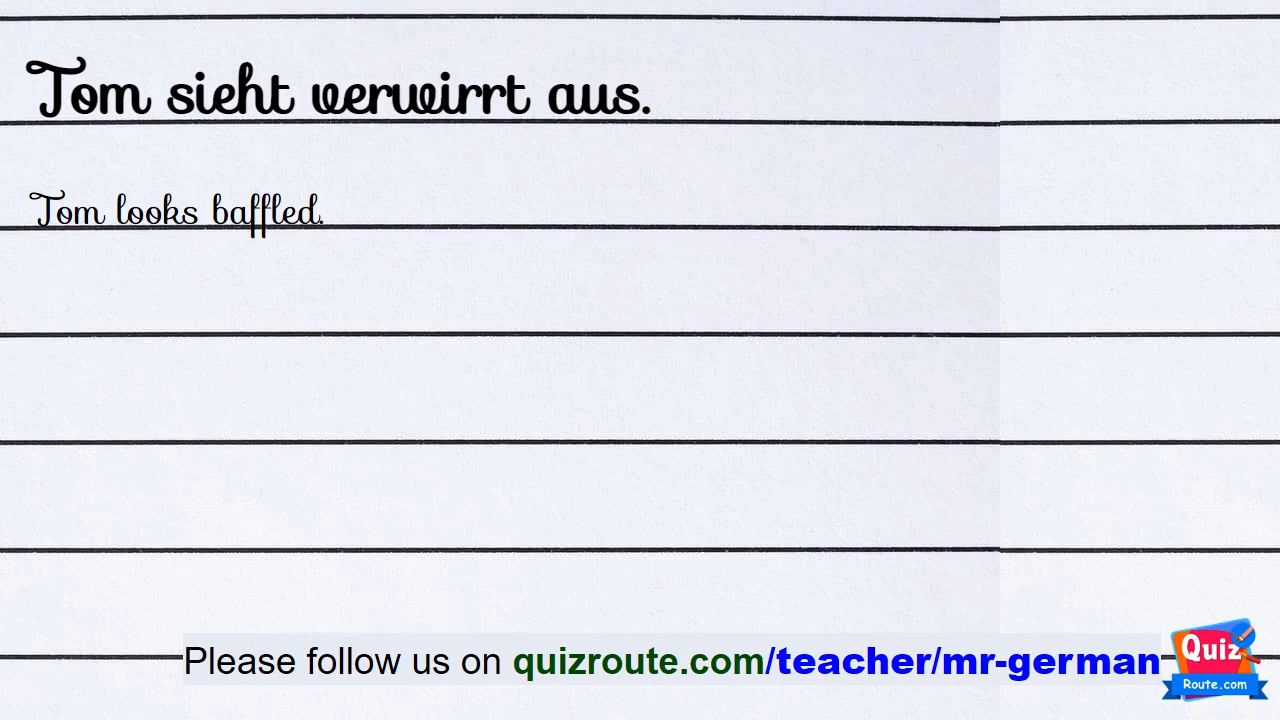 Tom sieht verwirrt aus.
Tom looks baffled.
Please follow us on quizroute.com/teacher/mr-german
Quiz
Route.com